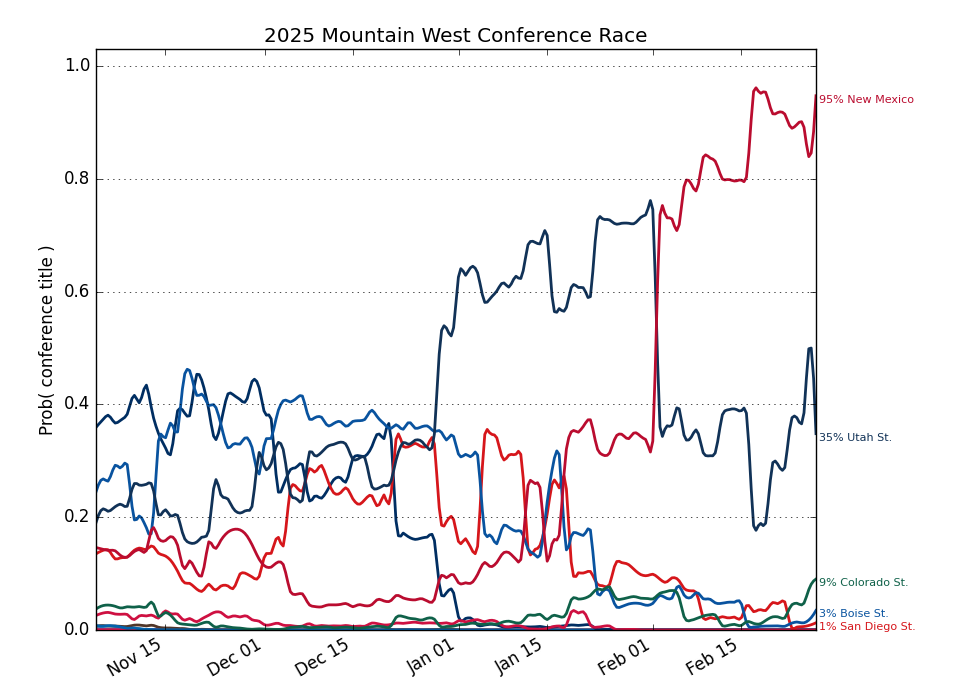 2025 Mountain West Conference Race
Prob( conference title )
1.0
0.8
0.6
0.4
0.2
0.0
95% New Mexico
35% Utah St.
9% Colorado St.
3% Boise St.
1% San Diego St.
Nov 15
Dec 01
Dec 15
Jan 01
Jan 15
Feb 01
Feb 15